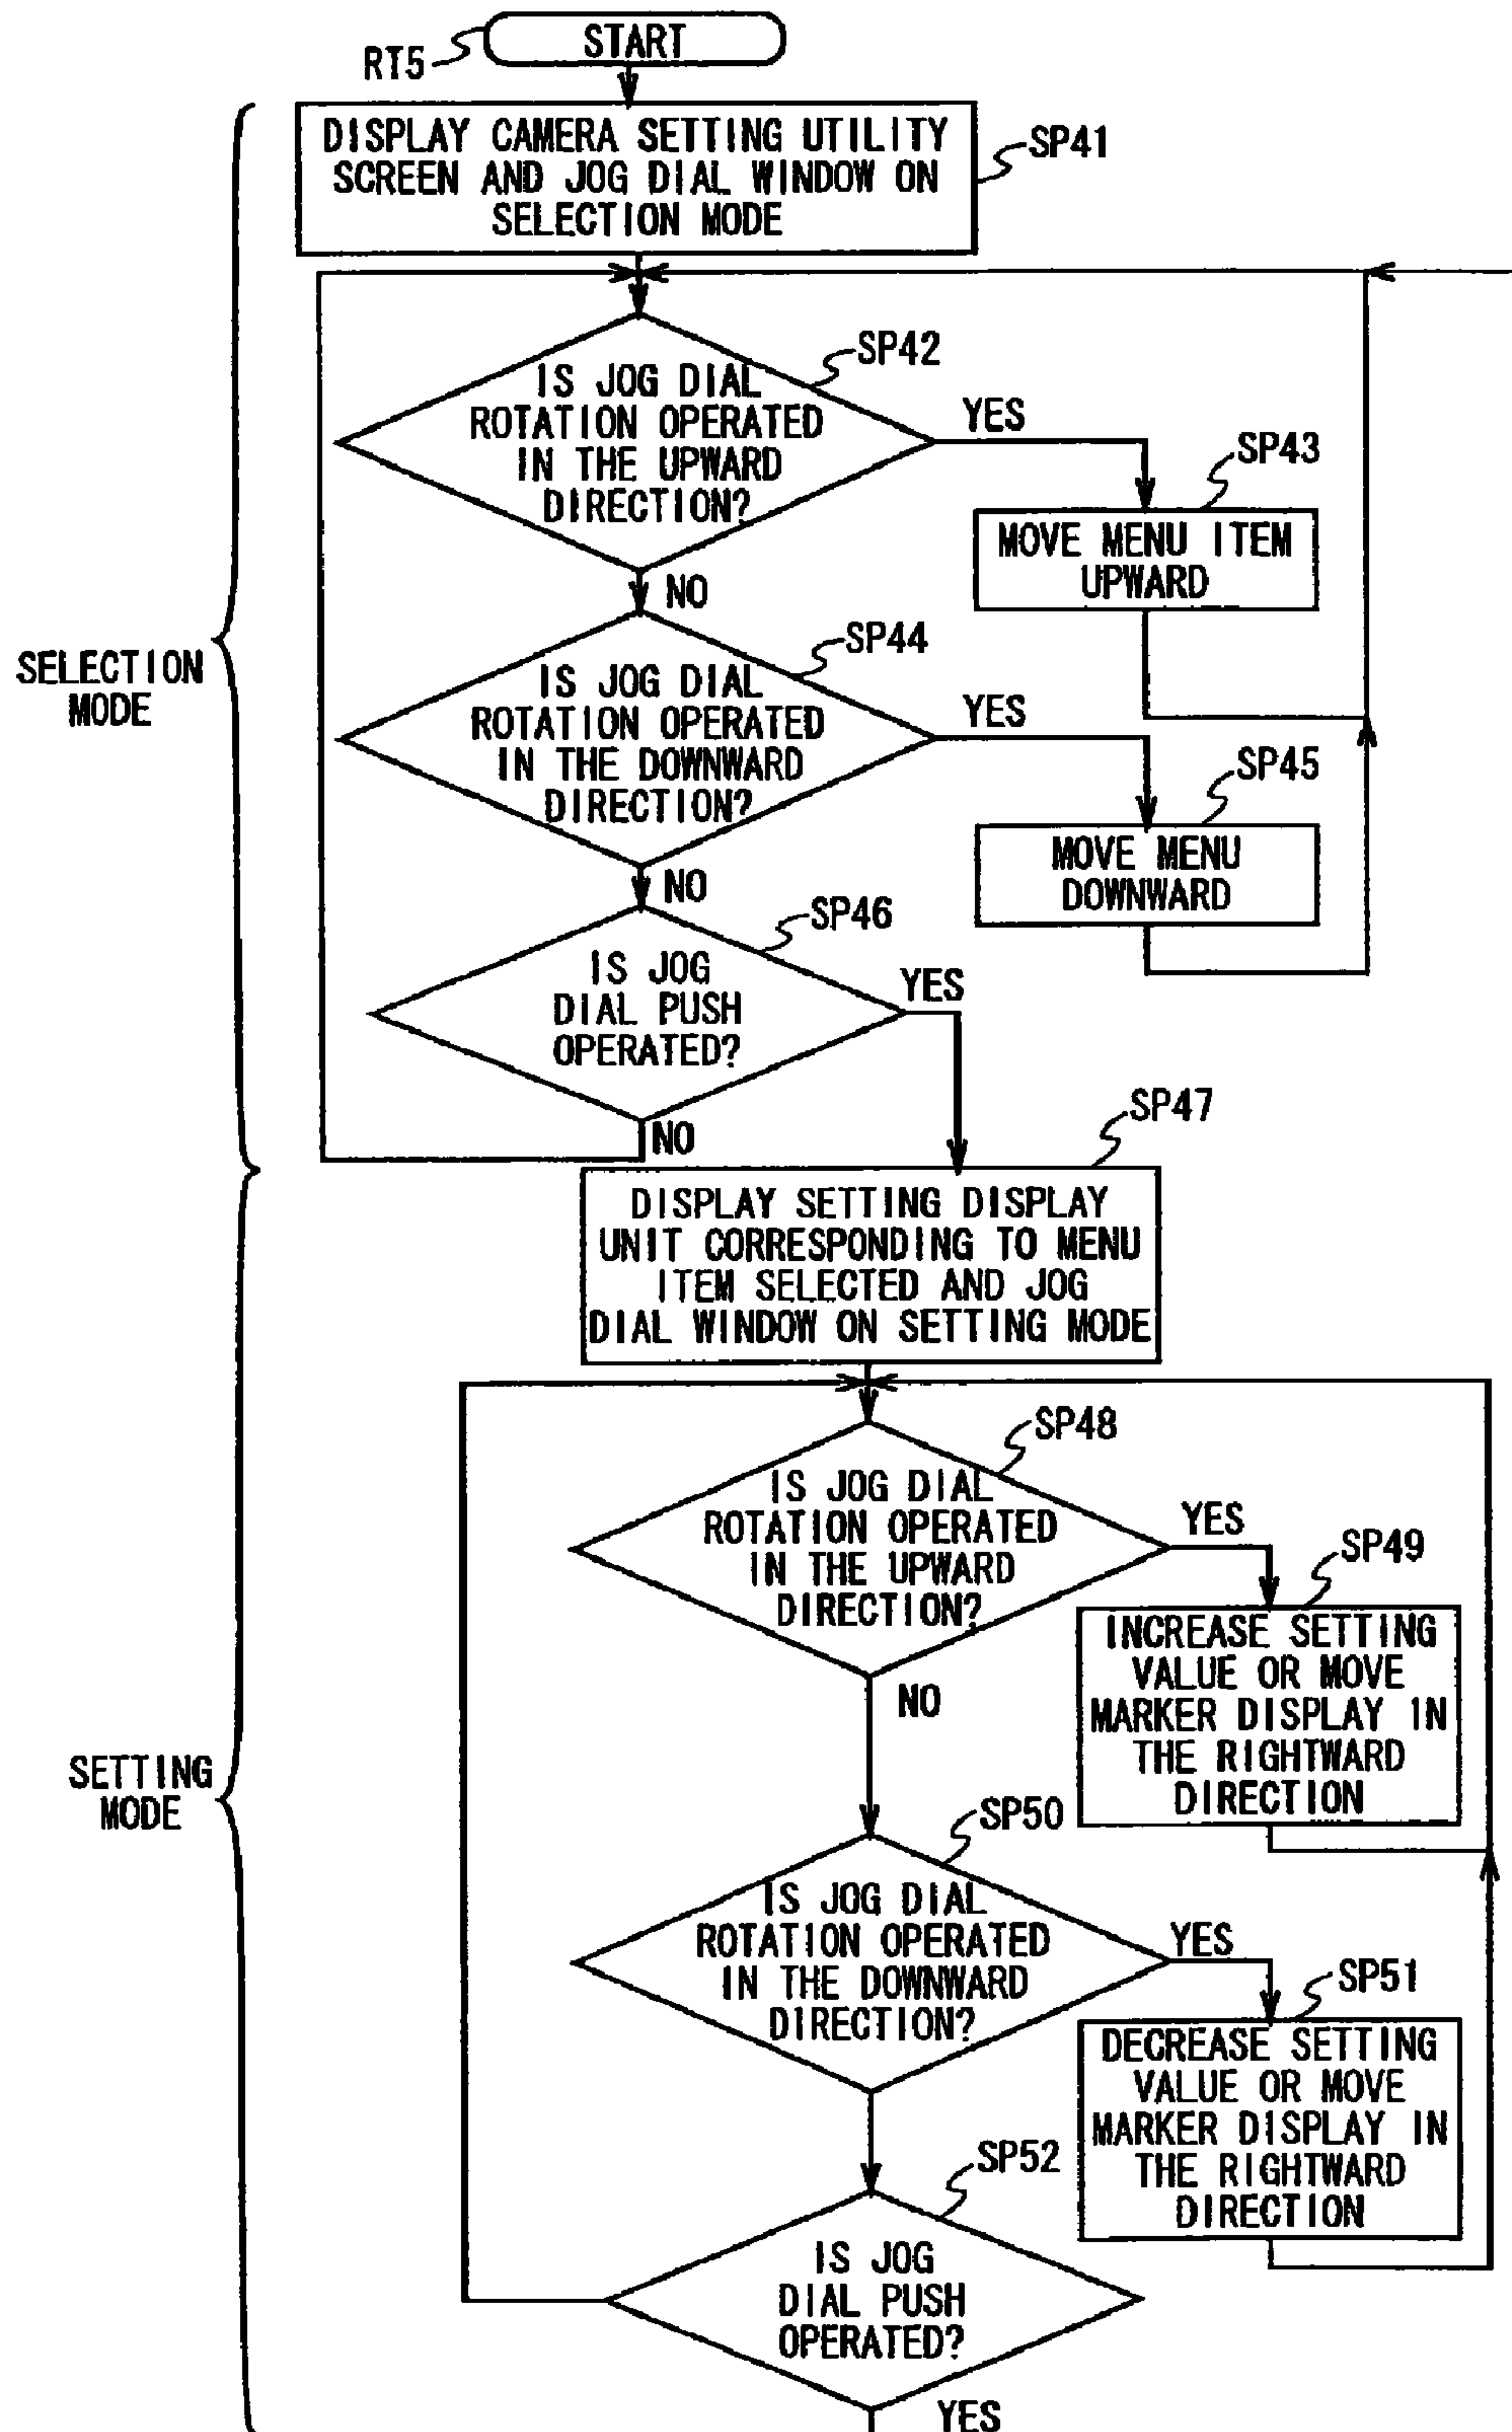 START
RT5
DISPLAY CAMERA SETTING UTILITY
SCREEN AND JOG DIAL WINDOW ON
SELECTION MODE
SP41
IS JOG DIAL
ROTATION OPERATED
IN THE UPWARD
DIRECTION?
SP42
YES
SP43
MOVE MENU ITEM
UPWARD
NO
SELECTION
MODE
IS JOG DIAL
ROTATION OPERATED
IN THE DOWNWARD
DIRECTION?
SP44
YES
SP45
MOVE MENU
DOWNWARD
NO
IS JOG
DIAL PUSH
OPERATED?
SP46
YES
NO
SP47
DISPLAY SETTING DISPLAY
UNIT CORRESPONDING TO MENU
ITEM SELECTED AND JOG
DIAL WINDOW ON SETTING MODE
SP48
IS JOG DIAL
ROTATION OPERATED
IN THE UPWARD
DIRECTION?
YES
SP49
INCREASE SETTING
VALUE OR MOVE
MARKER DISPLAY IN
THE RIGHTWARD
DIRECTION
NO
SETTING
MODE
SP50
IS JOG DIAL
ROTATION OPERATED
IN THE DOWNWARD
DIRECTION?
YES
SP51
DECREASE SETTING
VALUE OR MOVE
MARKER DISPLAY IN
THE RIGHTWARD
DIRECTION
SP52
IS JOG
DIAL PUSH
OPERATED?
YES